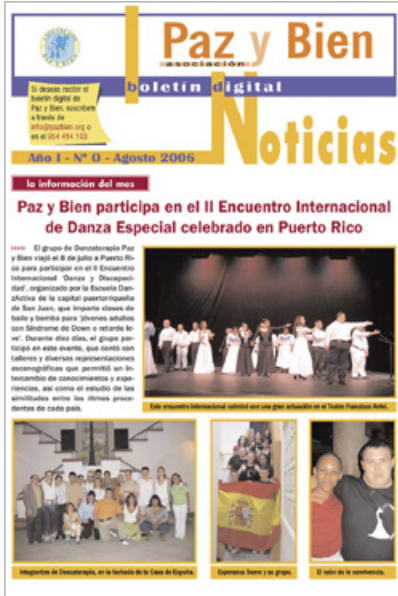 Paz y Bien
asociación
boletín digital
Noticias
Si deseas recibir el
boletín digital de
Paz y Bien, suscríbete
a través de
info@pazbien.org o
en el 954 414 103
Año I - Nº 0 - Agosto 2006
la información del mes
Paz y Bien participa en el II Encuentro Internacional
de Danza Especial celebrado en Puerto Rico
»»» El grupo de Danzaterapia Paz
y Bien viajó el 8 de julio a Puerto Ri-
co para participar en el II Encuentro
Internacional 'Danza y Discapaci-
dad', organizado por la Escuela Dan-
zActiva de la capital puertorriqueña
de San Juan, que imparte clases de
baile y bomba para 'jóvenes adultos
con Síndrome de Down o retardo le-
ve'. Durante diez días, el grupo par-
ticipó en este evento, que contó con
talleres y diversas representaciones
escenográficas que permitió un in-
tercambio de conocimientos y expe-
riencias, así como el estudio de las
similitudes entre los ritmos proce-
dentes de cada país.
Este encuentro internacional culminó con una gran actuación en el Teatro Francisco Arriví.
Integrantes de Danzaterapia, en la fachada de la Casa de España.
Esperanza Suero y su grupo.
El valor de la convivencia.